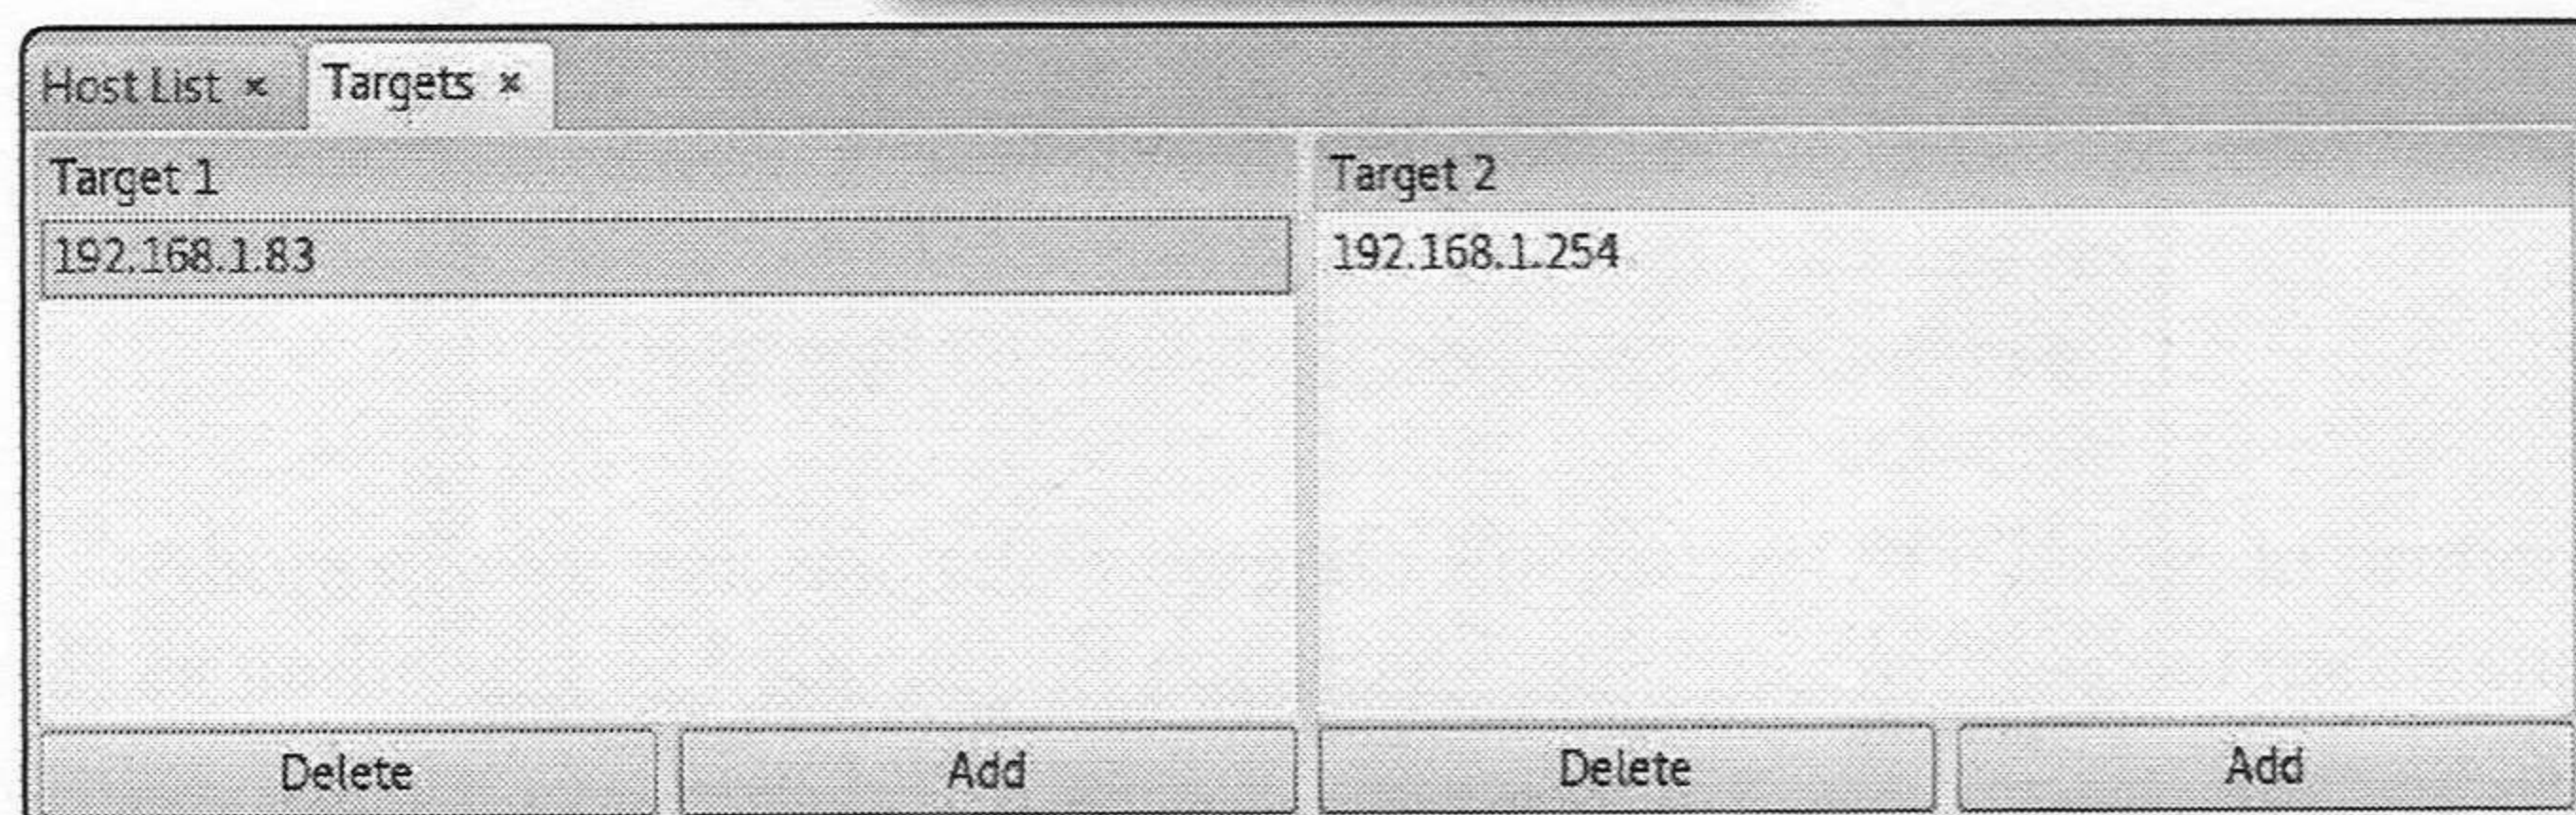 Host List × Targets ×
Target 1 Target 2
192.168.1.83 192.168.1.254
Delete Add Delete Add